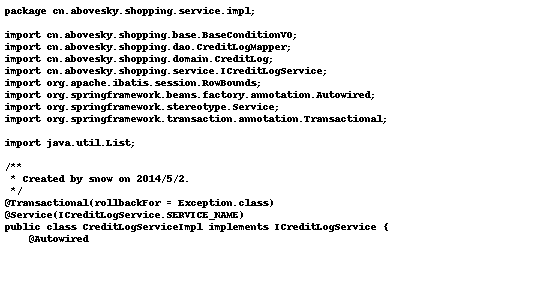 package cn.abovesky.shopping.service.impl;

import cn.abovesky.shopping.base.BaseConditionVO;
import cn.abovesky.shopping.dao.CreditLogMapper;
import cn.abovesky.shopping.domain.CreditLog;
import cn.abovesky.shopping.service.ICreditLogService;
import org.apache.ibatis.session.RowBounds;
import org.springframework.beans.factory.annotation.Autowired;
import org.springframework.stereotype.Service;
import org.springframework.transaction.annotation.Transactional;

import java.util.List;

/**
 * Created by snow on 2014/5/2.
 */
@Transactional(rollbackFor = Exception.class)
@Service(ICreditLogService.SERVICE_NAME)
public class CreditLogServiceImpl implements ICreditLogService {
    @Autowired